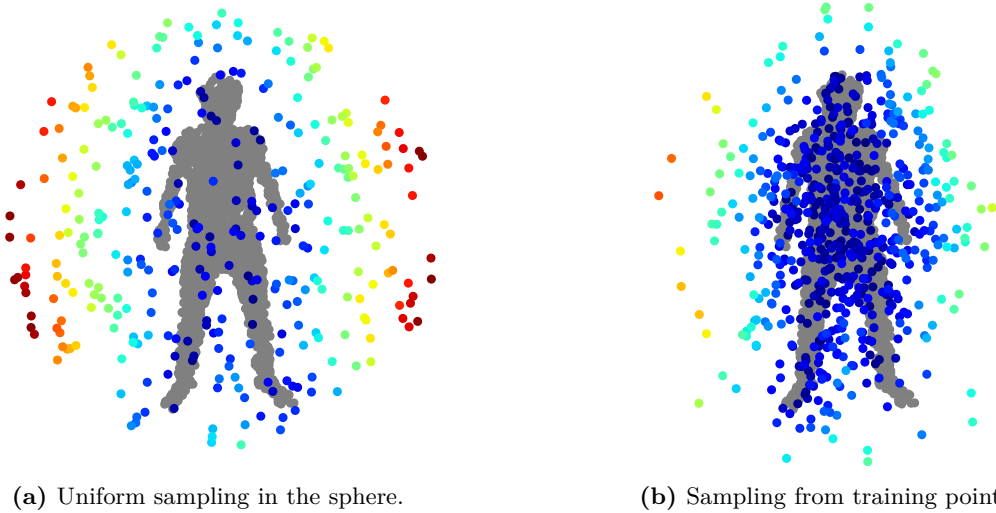 (a) Uniform sampling in the sphere.
(b) Sampling from training point